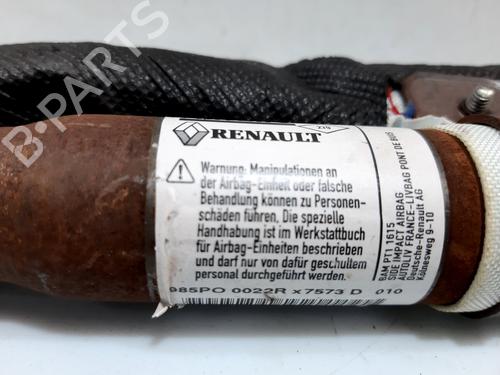 B-PARTS
RENAULT
Warnung: Manipulationen an
der Airbag-Einheit oder falsche
Behandlung können zu Personen-
schäden führen. Die spezielle
Handhabung ist im Werkstattbuch
für Airbag-Einheiten beschrieben
und darf nur von dafür geschultem
personal durchgeführt werden
985PO 0022R x7573 D 010
BAM PT1 1615
SIDE IMPACT AIRBAG
AUTOLIV FRANCE-LIVBAG PONT DE BUIS
Deutsche-Renault AG
Kölnesweg 9-10